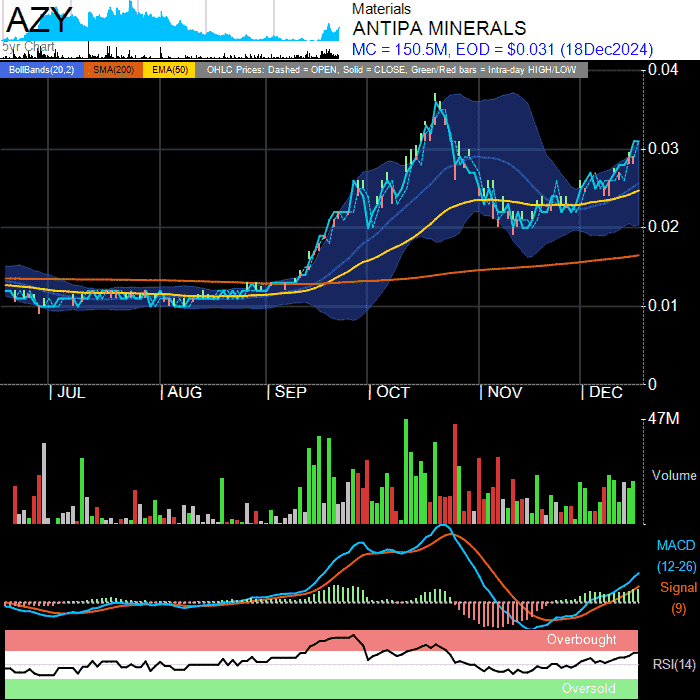 AZY
5yr Chart
Materials
ANTIPA MINERALS
MC = 150.5M, EOD = $0.031 (18Dec2024)
BollBands(20,2) SMA(200) EMA(50) OHLC Prices: Dashed = OPEN, Solid = CLOSE, Green/Red bars = Intra-day HIGH/LOW
0.04
0.03
0.02
0.01
0
JUL AUG SEP OCT NOV DEC
47M
Volume
MACD
(12-26)
Signal
(9)
Overbought
RSI(14)
Oversold